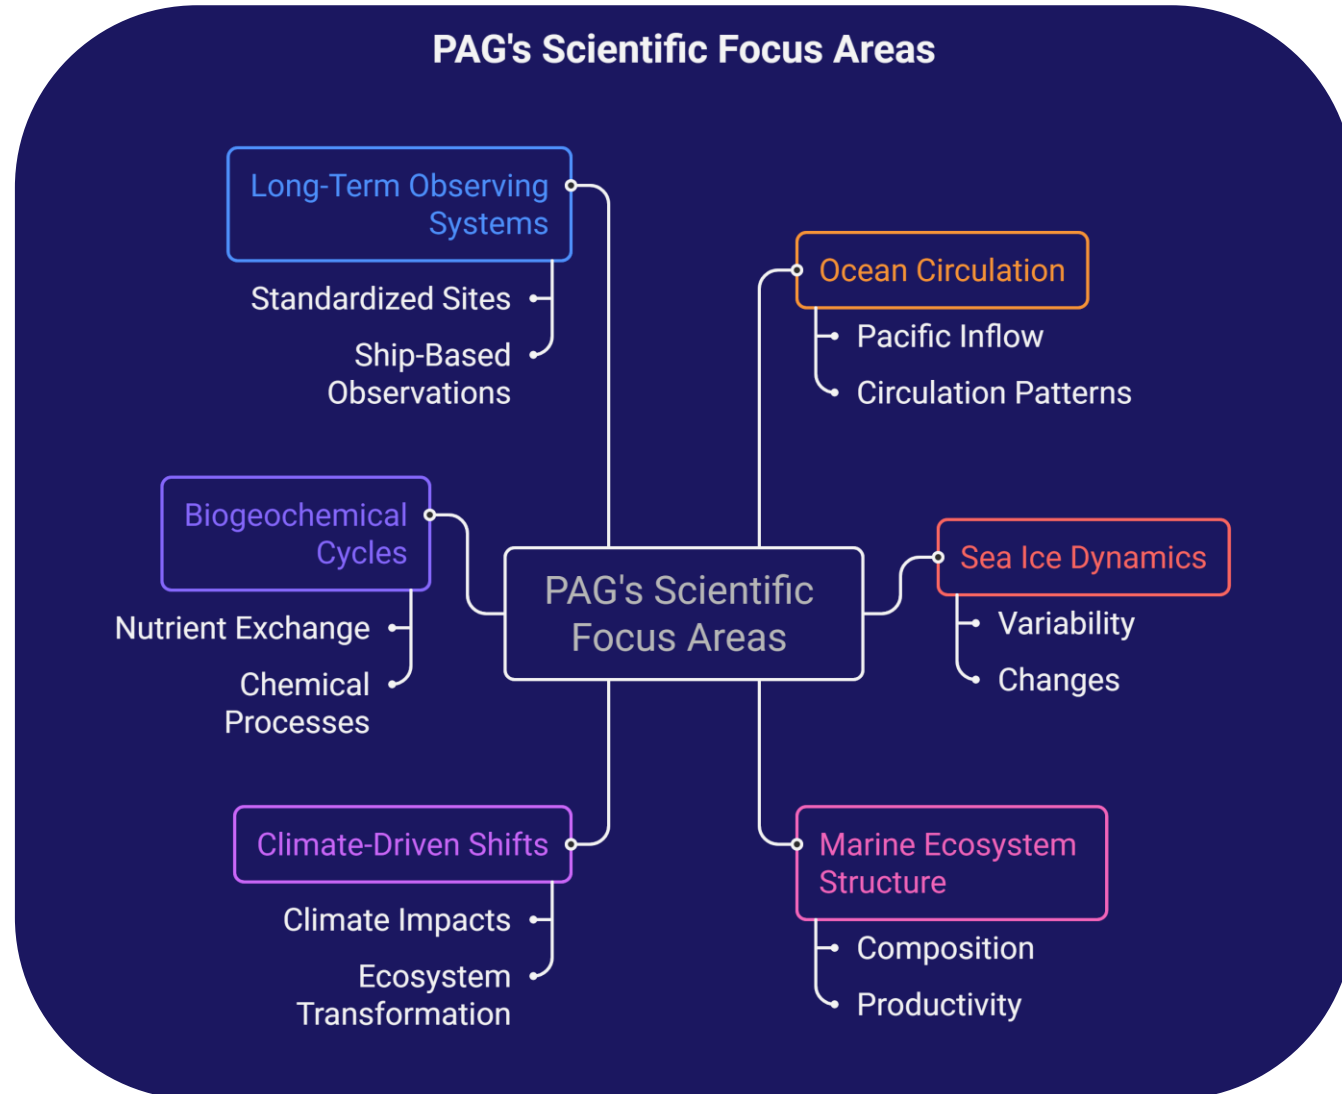 PAG's Scientific Focus Areas
Long-Term Observing
Systems
Standardized Sites
Ship-Based
Observations
Biogeochemical
Cycles
Nutrient Exchange
Chemical
Processes
Climate-Driven Shifts
Climate Impacts
Ecosystem
Transformation
PAG's Scientific
Focus Areas
Ocean Circulation
Pacific Inflow
Circulation Patterns
Sea Ice Dynamics
Variability
Changes
Marine Ecosystem
Structure
Composition
Productivity